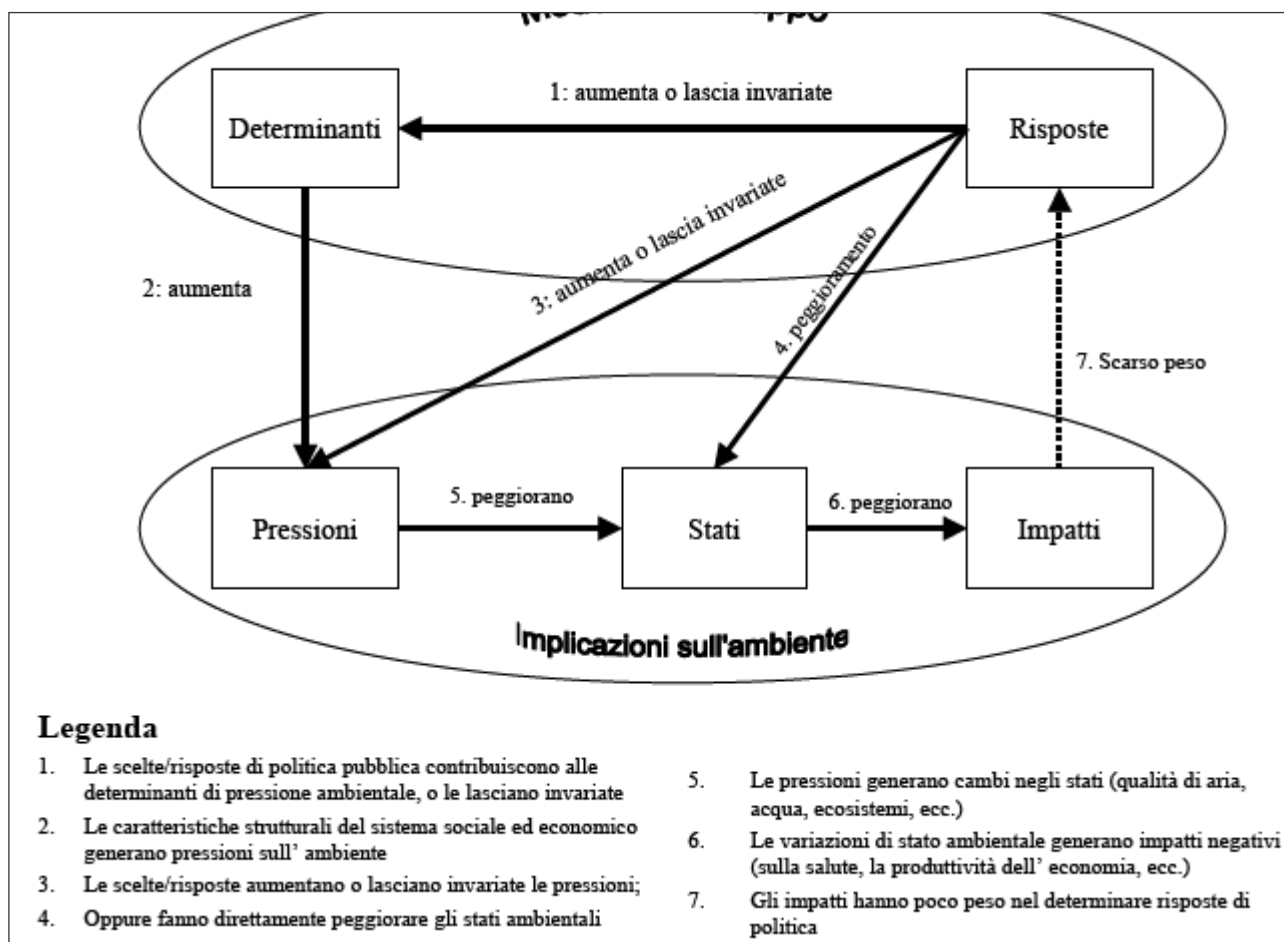 1: aumenta o lascia invariate
Determinanti
Risposte
3: aumenta o lascia invariate
4. peggioramento
2: aumenta
7. Scarso peso
5. peggiorano
6. peggiorano
Pressioni
Stati
Impatti
Implicazioni sull'ambiente
Legenda
1. Le scelte/risposte di politica pubblica contribuiscono alle
determinanti di pressione ambientale, o le lasciano invariate
2. Le caratteristiche strutturali del sistema sociale ed economico
generano pressioni sull’ ambiente
3. Le scelte/risposte aumentano o lasciano invariate le pressioni;
4. Oppure fanno direttamente peggiorare gli stati ambientali
5. Le pressioni generano cambi negli stati (qualità di aria,
acqua, ecosistemi, ecc.)
6. Le variazioni di stato ambientale generano impatti negativi
(sulla salute, la produttività dell’ economia, ecc.)
7. Gli impatti hanno poco peso nel determinare risposte di
politica